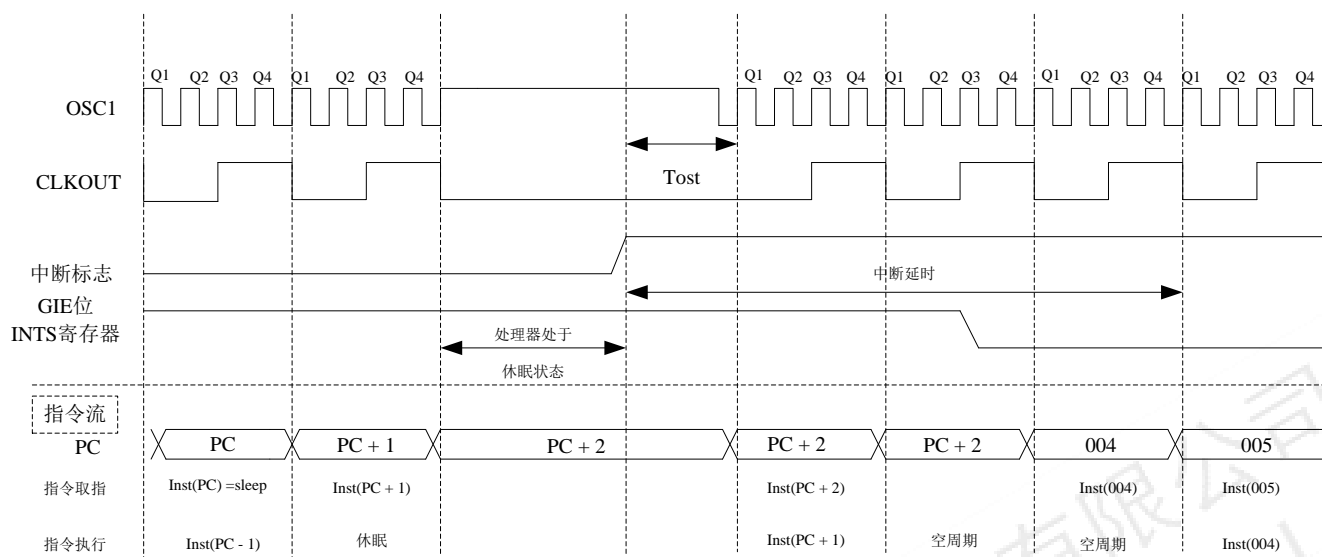 Q1 Q2 Q3 Q4 Q1 Q2 Q3 Q4 Q1 Q2 Q3 Q4 Q1 Q2 Q3 Q4 Q1 Q2 Q3 Q4 Q1 Q2 Q3 Q4
OSC1
CLKOUT
Tost
中断标志
中断延时
GIE位
INTS寄存器
处理器处于
休眠状态
指令流
PC PC PC + 1 PC + 2 PC + 2 PC + 2 004 005
指令取指 Inst(PC) =sleep Inst(PC + 1) Inst(PC + 2) Inst(004) Inst(005)
指令执行 Inst(PC - 1) 休眠 Inst(PC + 1) 空周期 空周期 Inst(004)
有限公司